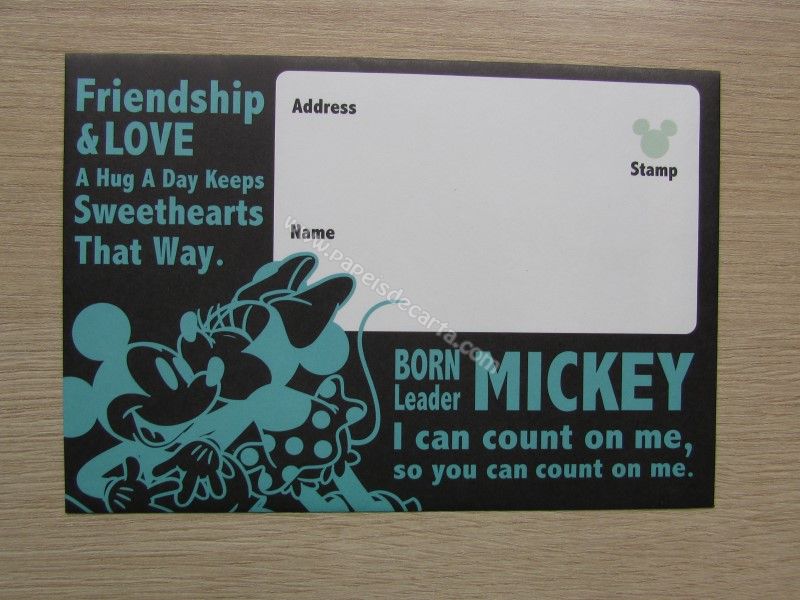 Friendship
& LOVE
A Hug A Day Keeps
Sweethearts
That Way.
Address
Stamp
Name
www.papeisdecarta.com
BORN
Leader
MICKEY
I can count on me,
so you can count on me.